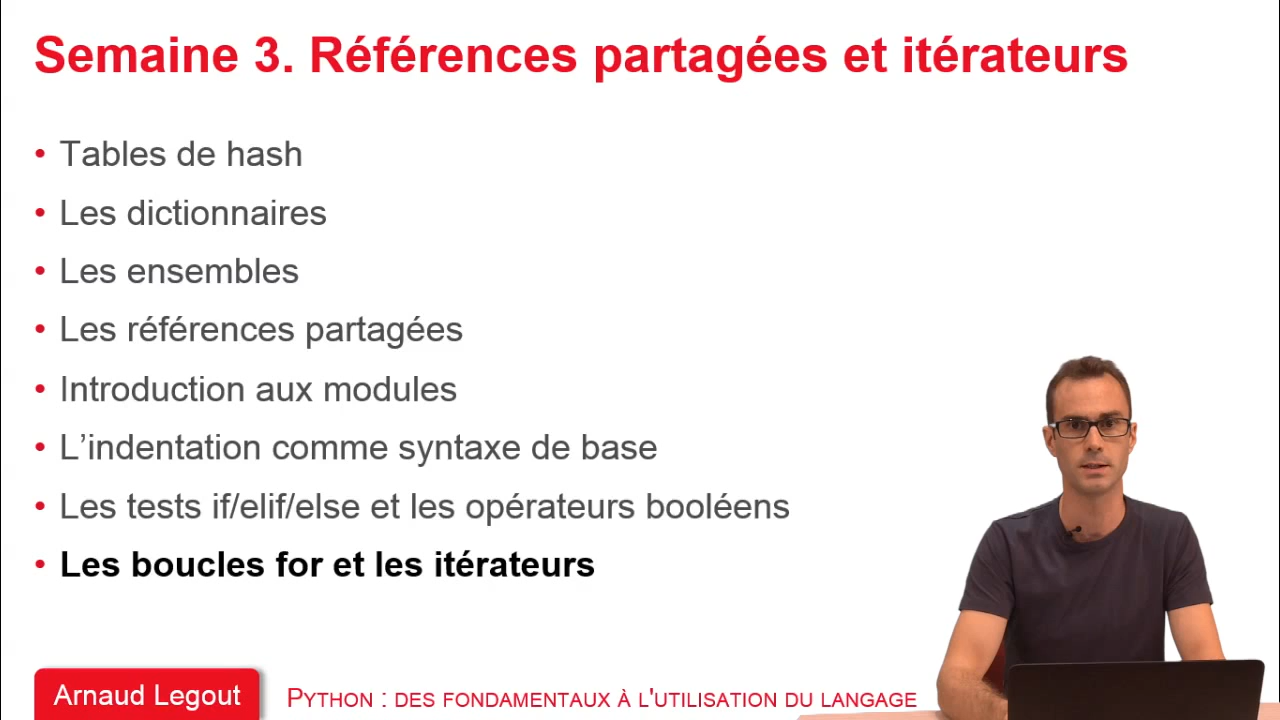 Semaine 3. Références partagées et itérateurs
• Tables de hash
• Les dictionnaires
• Les ensembles
• Les références partagées
• Introduction aux modules
• L’indentation comme syntaxe de base
• Les tests if/elif/else et les opérateurs booléens
• Les boucles for et les itérateurs
Arnaud Legout
PYTHON : DES FONDAMENTAUX À L'UTILISATION DU LANGAGE